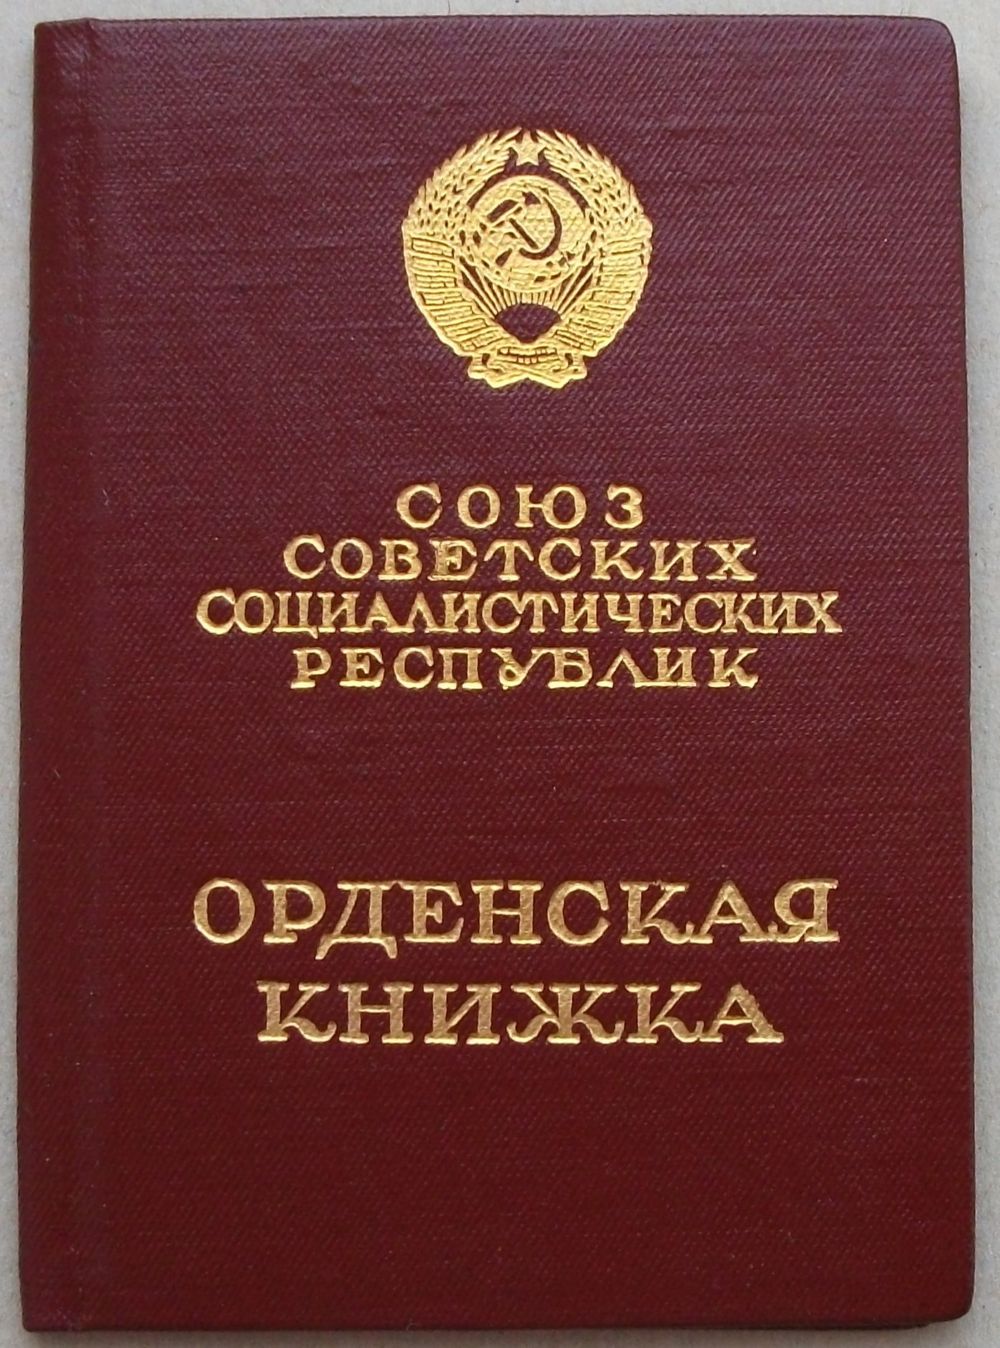 СОЮЗ
СОВЕТСКИХ
СОЦИАЛИСТИЧЕСКИХ
РЕСПУБЛИК
ОРДЕНСКАЯ
КНИЖКА